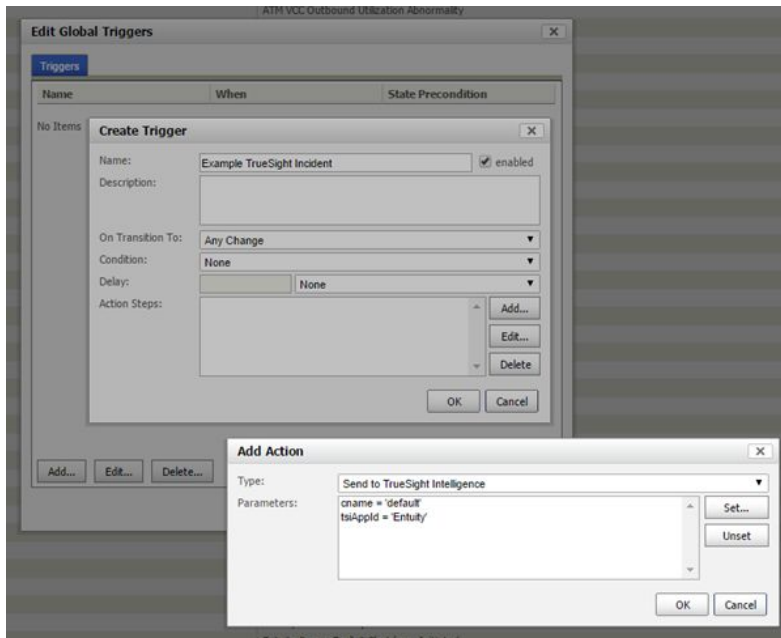 ATM VCC Outbound Utilization Abnormality
Edit Global Triggers
Triggers
Name When State Precondition
No Items
Create Trigger
Name: Example TrueSight Incident enabled
Description:
On Transition To: Any Change
Condition: None
Delay: None
Action Steps:
Add...
Edit...
Delete
OK Cancel
Add... Edit... Delete...
Add Action
Type: Send to TrueSight Intelligence
Parameters: cname = 'default'
tsiAppId = 'Entuity'
Set...
Unset
OK Cancel